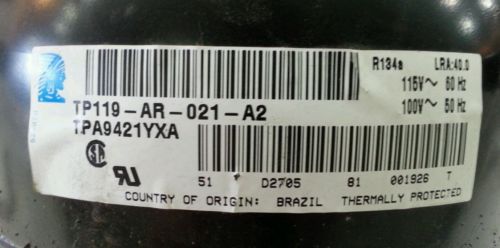 R134a LRA:40.0
115V~ 60 Hz
100V~ 50 Hz
TP119-AR-021-A2
TPA9421YXA
51 D2705 81 001926 T
COUNTRY OF ORIGIN: BRAZIL THERMALLY PROTECTED